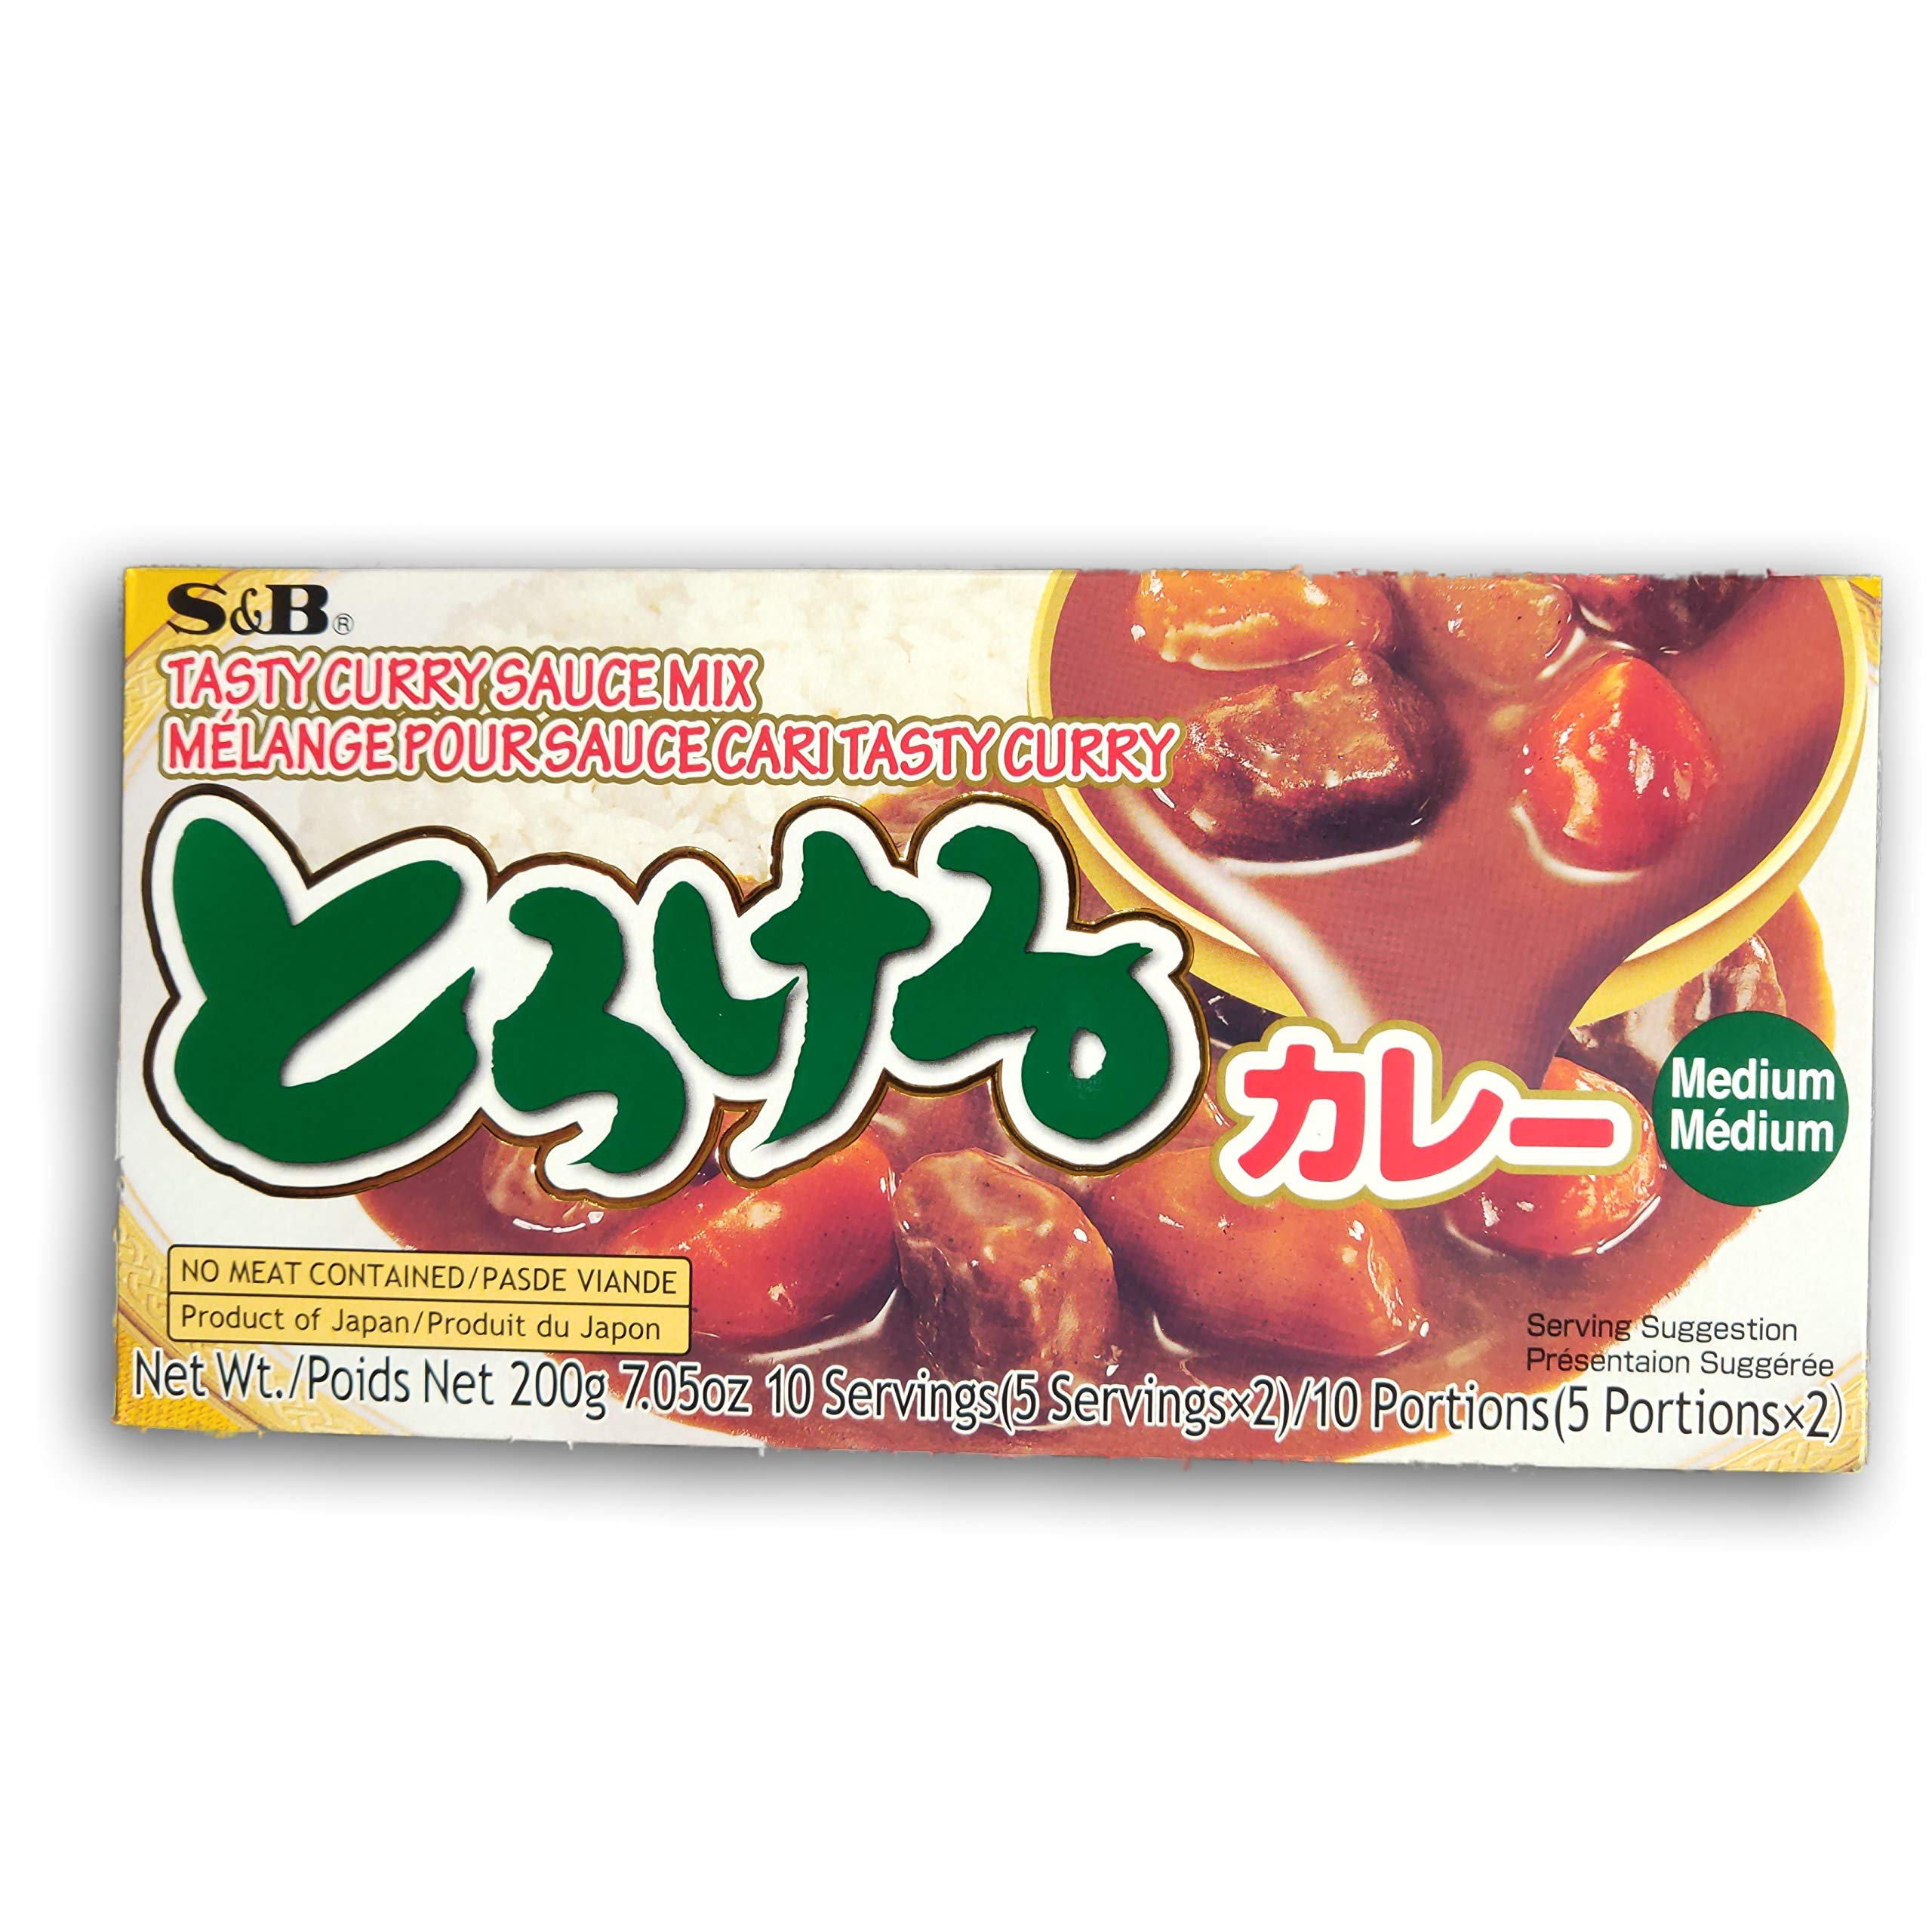 S&B®
TASTY CURRY SAUCE MIX
MÉLANGE POUR SAUCE CARI TASTY CURRY
とろける
カレー
Medium
Médium
NO MEAT CONTAINED/PASDE VIANDE
Product of Japan/Produit du Japon
Serving Suggestion
Présentaion Suggérée
Net Wt./Poids Net 200g 7.05oz 10 Servings(5 Servings×2)/10 Portions(5 Portions×2)